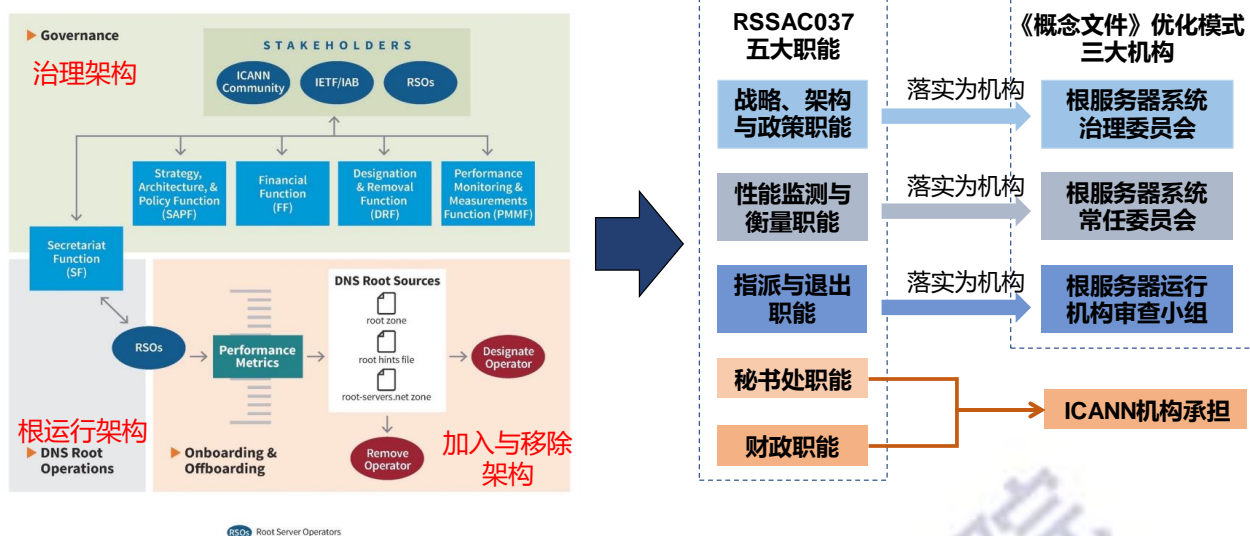 Governance
治理架构
STAKEHOLDERS
ICANN
Community
IETF/IAB
RSOs
Strategy,
Architecture, &
Policy Function
(SAPF)
Financial
Function
(FF)
Designation
& Removal
Function
(DRF)
Performance
Monitoring &
Measurements
Function (PMMF)
Secretariat
Function
(SF)
RSOs
根运行架构
DNS Root
Operations
Performance
Metrics
DNS Root Sources
root zone
root hints file
root-servers.net zone
Designate
Operator
Remove
Operator
加入与移除
架构
Onboarding &
Offboarding
RSOs Root Server Operators
RSSAC037
五大职能
《概念文件》优化模式
三大机构
战略、架构
与政策职能
落实为机构
根服务器系统
治理委员会
性能监测与
衡量职能
落实为机构
根服务器系统
常任委员会
指派与退出
职能
落实为机构
根服务器运行
机构审查小组
秘书处职能
财政职能
ICANN机构承担